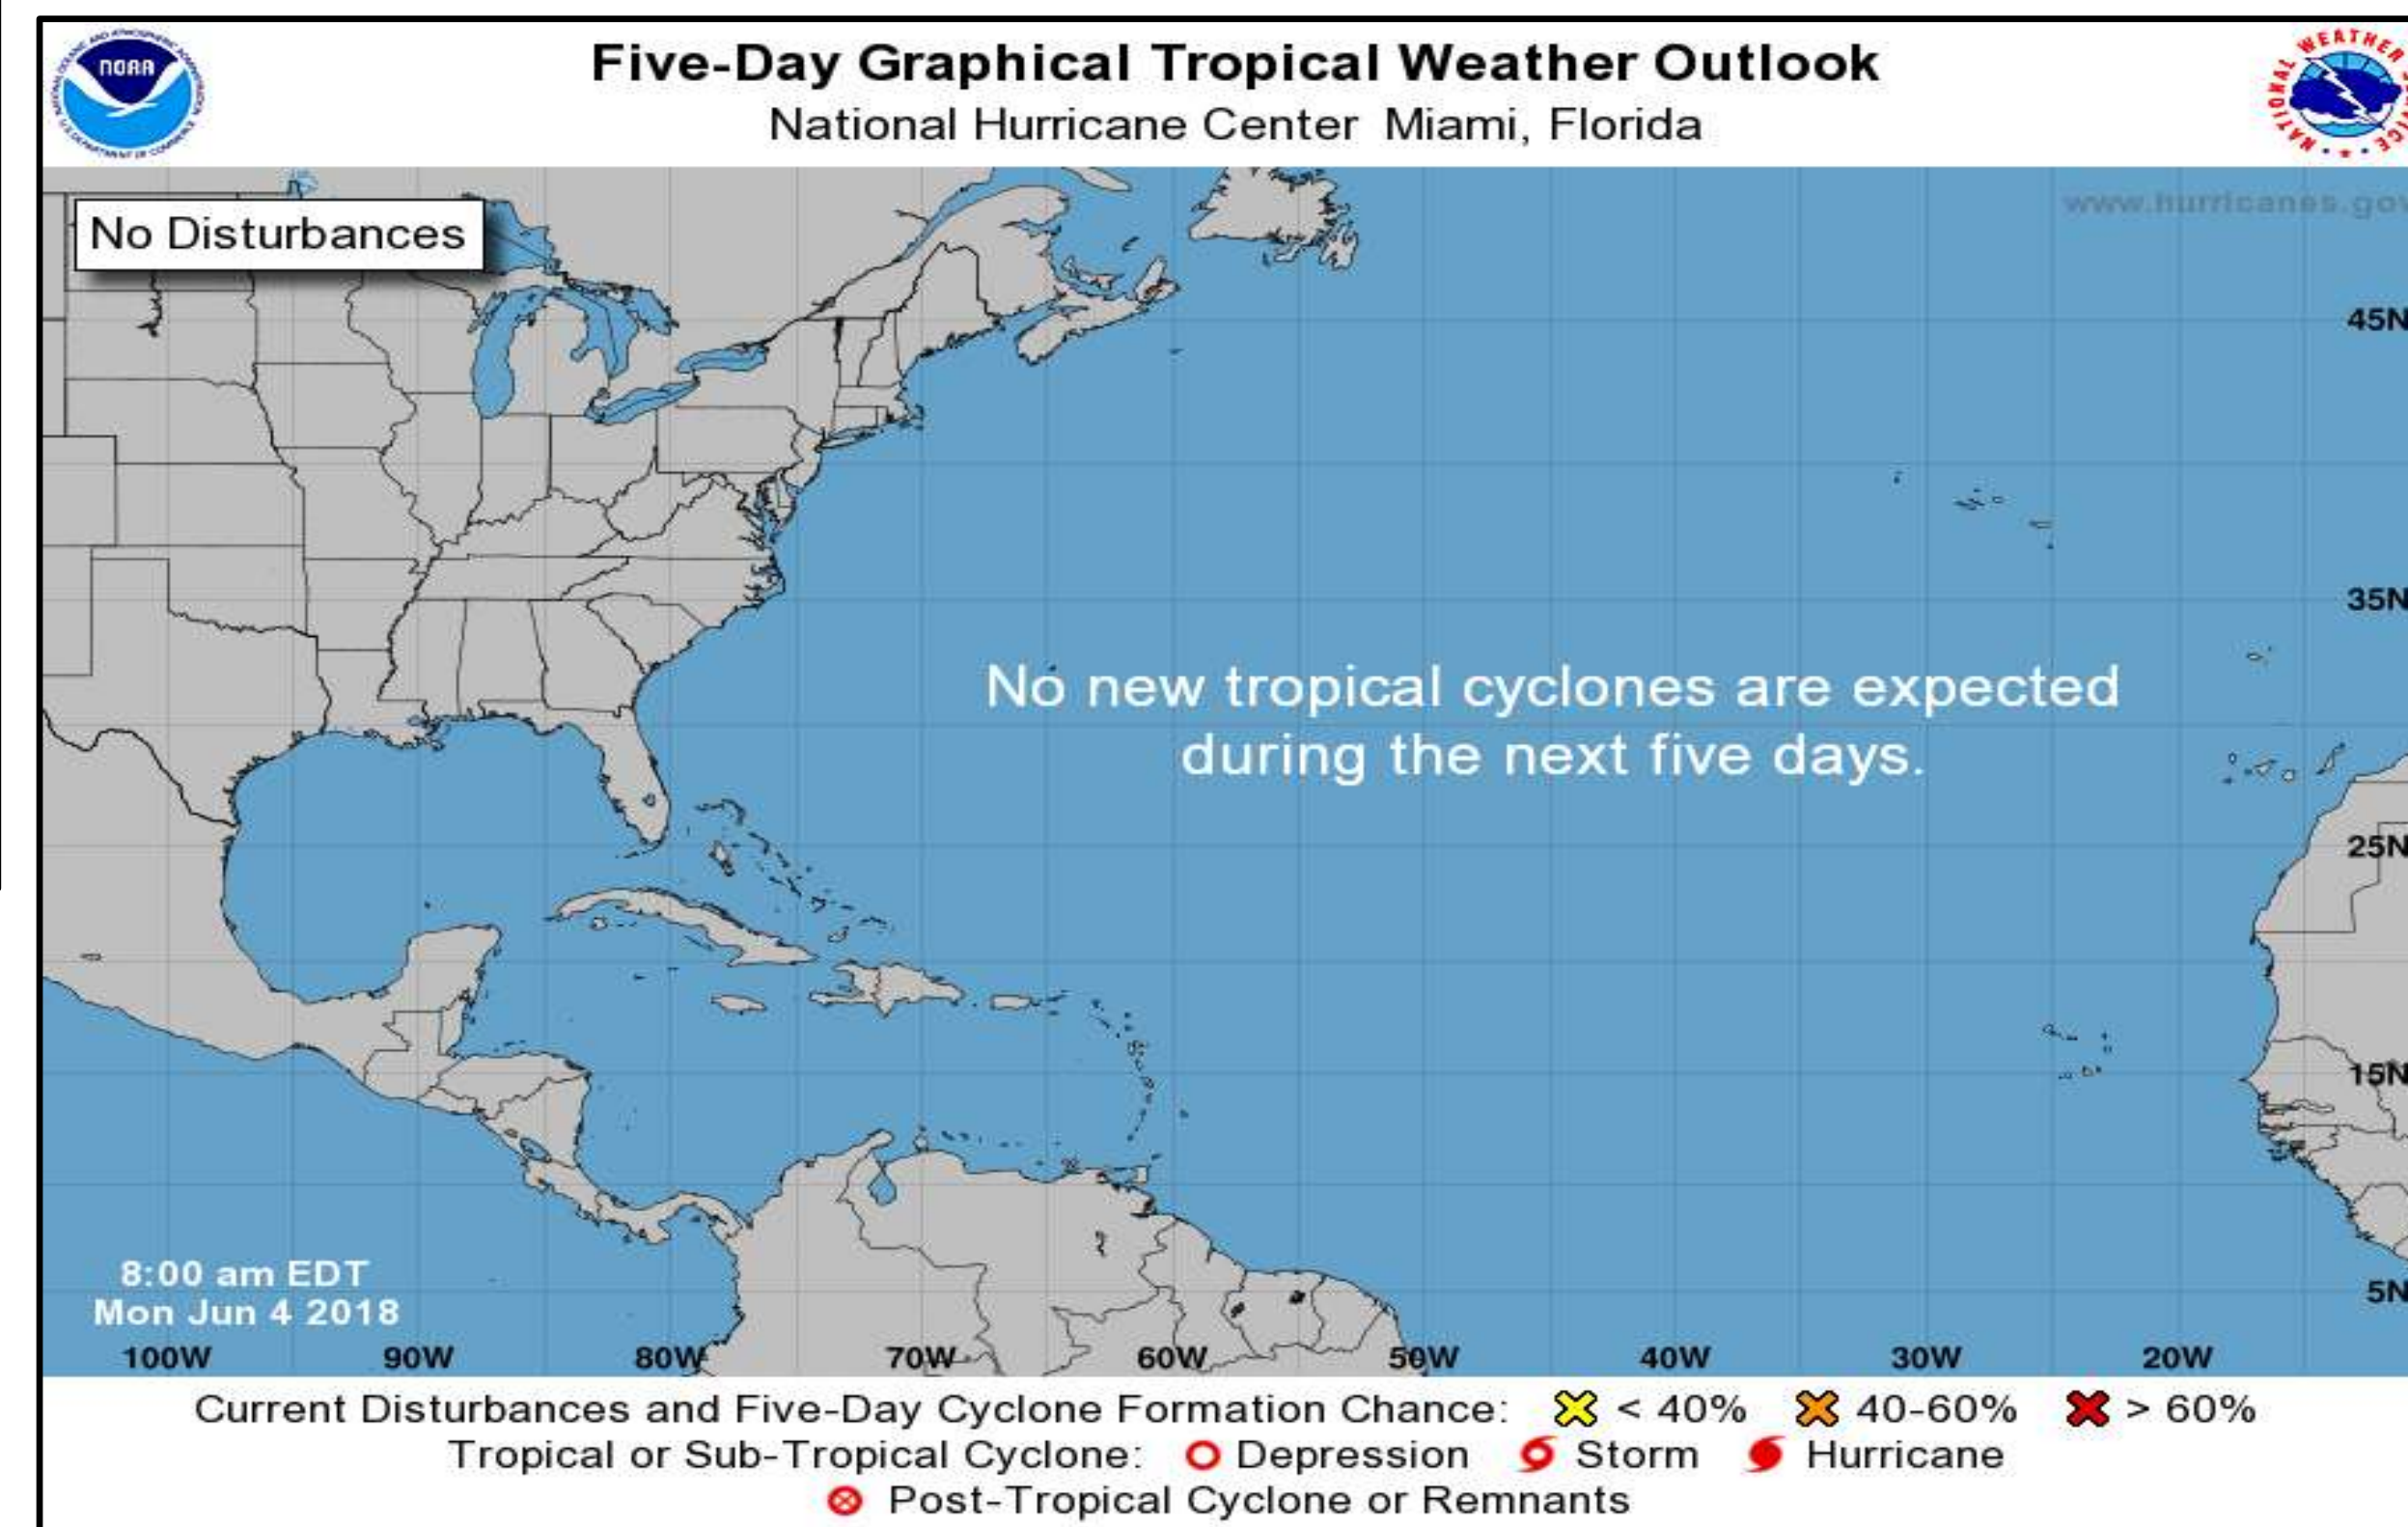 NOAA
Five-Day Graphical Tropical Weather Outlook
National Hurricane Center Miami, Florida
NATIONAL WEATHER
No Disturbances
www.hurricanes.gov
45N
35N
No new tropical cyclones are expected
during the next five days.
25N
15N
8:00 am EDT
Mon Jun 4 2018
5N
100W 90W 80W 70W 60W 50W 40W 30W 20W
Current Disturbances and Five-Day Cyclone Formation Chance: < 40% 40-60% > 60%
Tropical or Sub-Tropical Cyclone: Depression Storm Hurricane
Post-Tropical Cyclone or Remnants